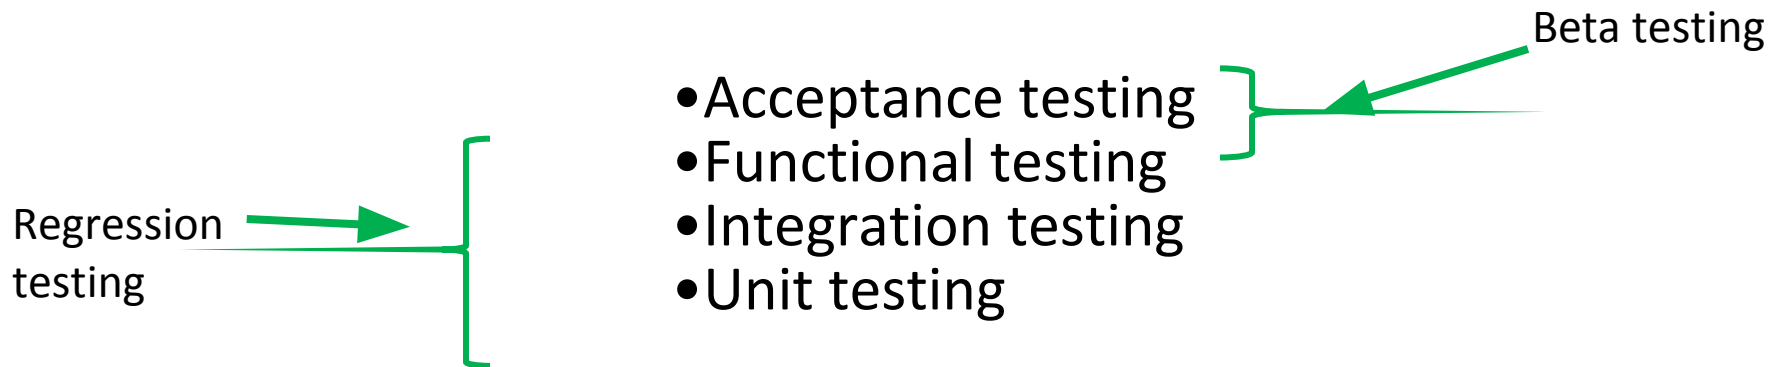 Beta testing
•Acceptance testing
•Functional testing
•Integration testing
•Unit testing
Regression
testing